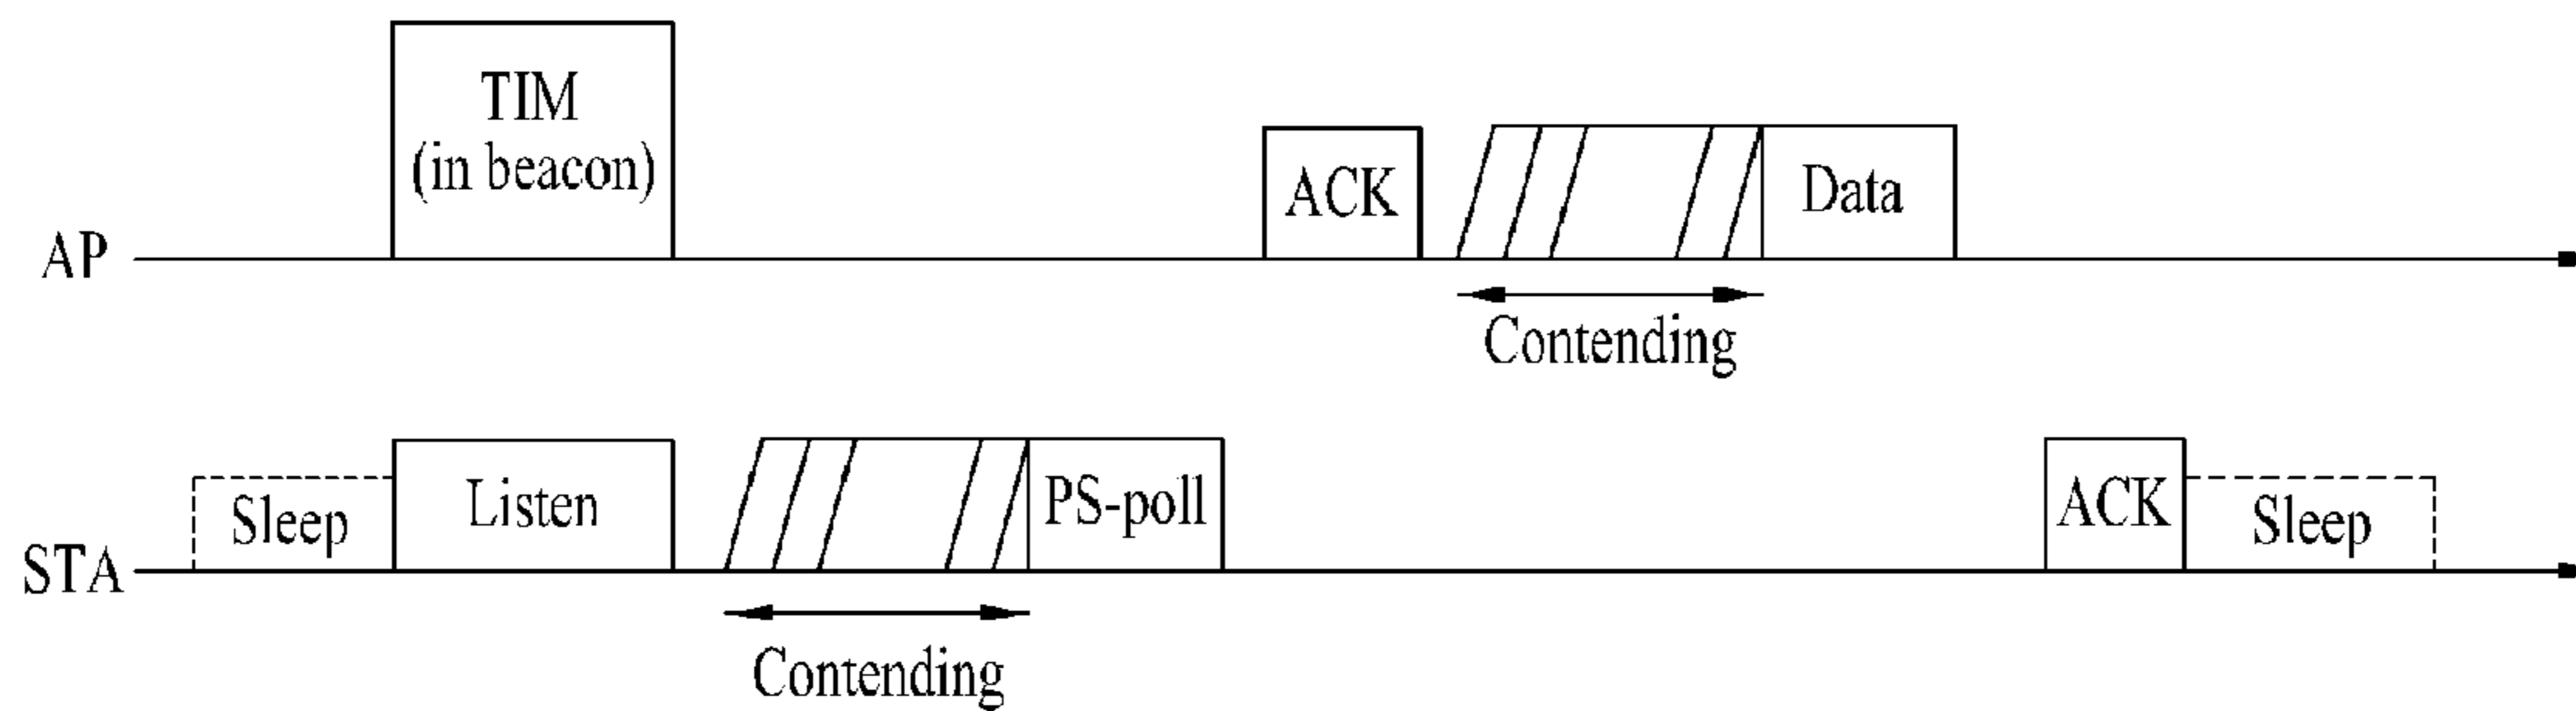 TIM
(in beacon)
AP
ACK
Data
Contending
STA
Sleep
Listen
PS-poll
ACK
Sleep
Contending